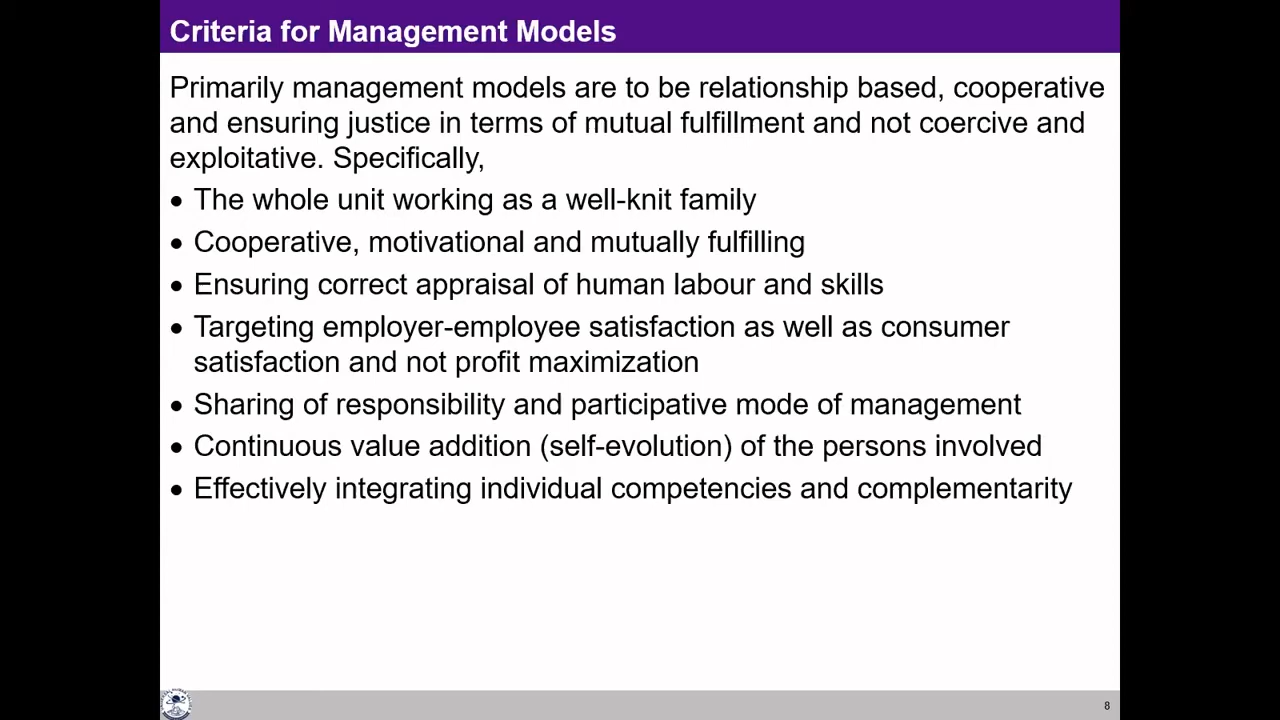 Criteria for Management Models
Primarily management models are to be relationship based, cooperative
and ensuring justice in terms of mutual fulfillment and not coercive and
exploitative. Specifically,
• The whole unit working as a well-knit family
• Cooperative, motivational and mutually fulfilling
• Ensuring correct appraisal of human labour and skills
• Targeting employer-employee satisfaction as well as consumer
satisfaction and not profit maximization
• Sharing of responsibility and participative mode of management
• Continuous value addition (self-evolution) of the persons involved
• Effectively integrating individual competencies and complementarity
8